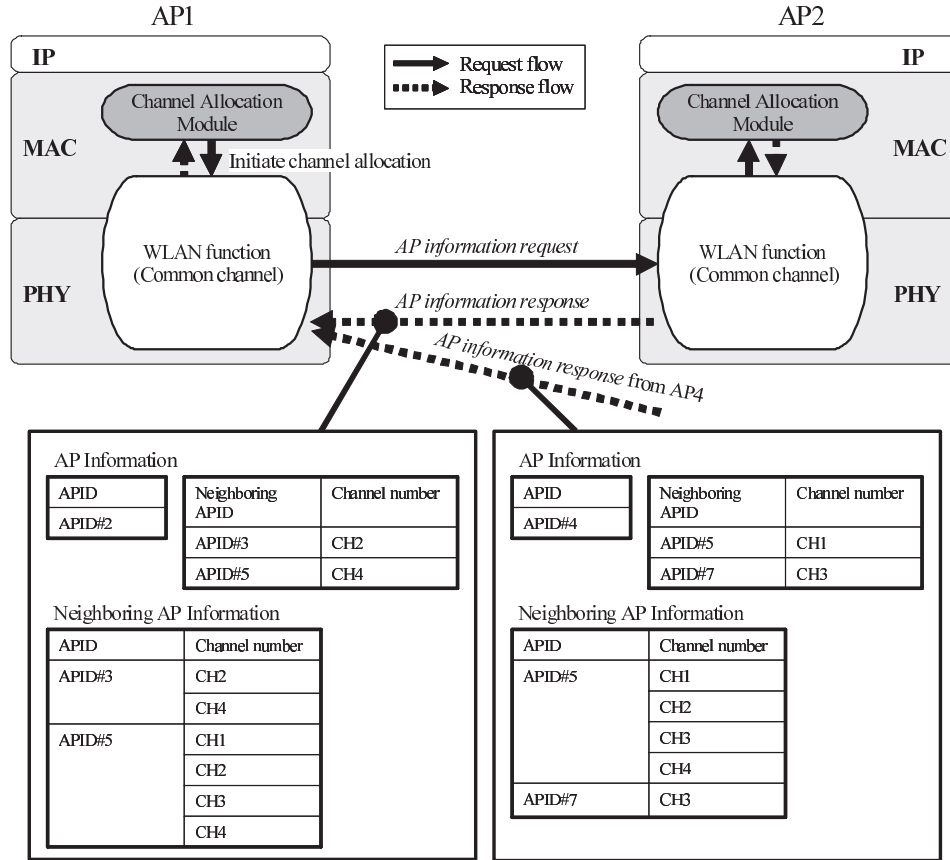 AP1
AP2
IP
IP
Request flow
Response flow
Channel Allocation
Module
Channel Allocation
Module
MAC
MAC
Initiate channel allocation
WLAN function
(Common channel)
WLAN function
(Common channel)
AP information request
PHY
PHY
AP information response
AP information response from AP4
AP Information
APID
APID#2
Neighboring
APID
Channel number
APID#3
CH2
APID#5
CH4
Neighboring AP Information
APID
Channel number
APID#3
CH2
CH4
APID#5
CH1
CH2
CH3
CH4
AP Information
APID
APID#4
Neighboring
APID
Channel number
APID#5
CH1
APID#7
CH3
Neighboring AP Information
APID
Channel number
APID#5
CH1
CH2
CH3
CH4
APID#7
CH3